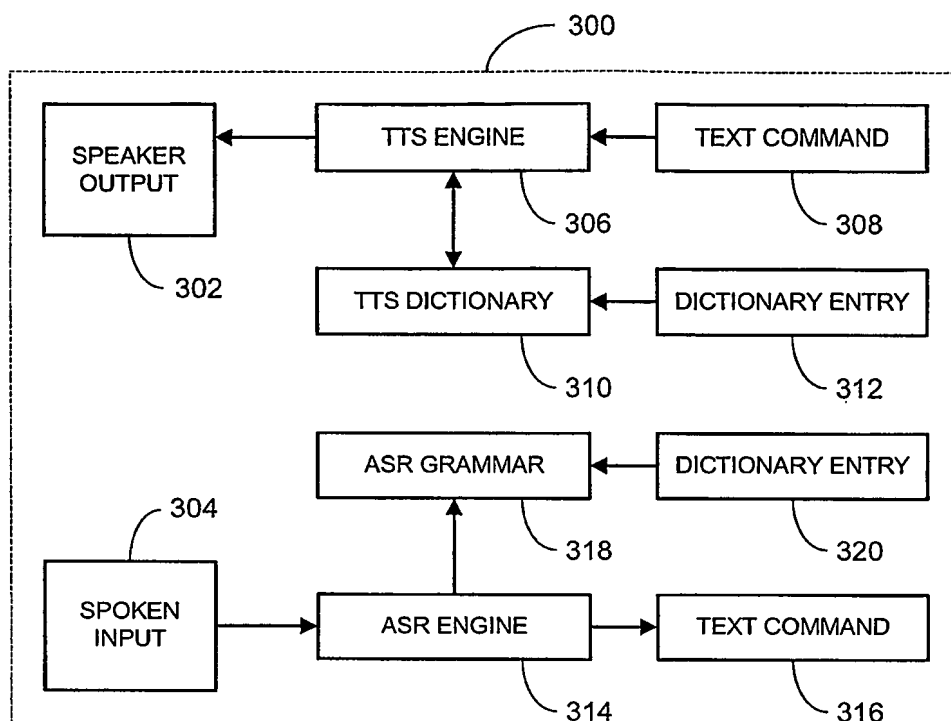 300
SPEAKER
OUTPUT
TTS ENGINE
TEXT COMMAND
302
306
308
TTS DICTIONARY
DICTIONARY ENTRY
310
312
ASR GRAMMAR
DICTIONARY ENTRY
304
318
320
SPOKEN
INPUT
ASR ENGINE
TEXT COMMAND
314
316